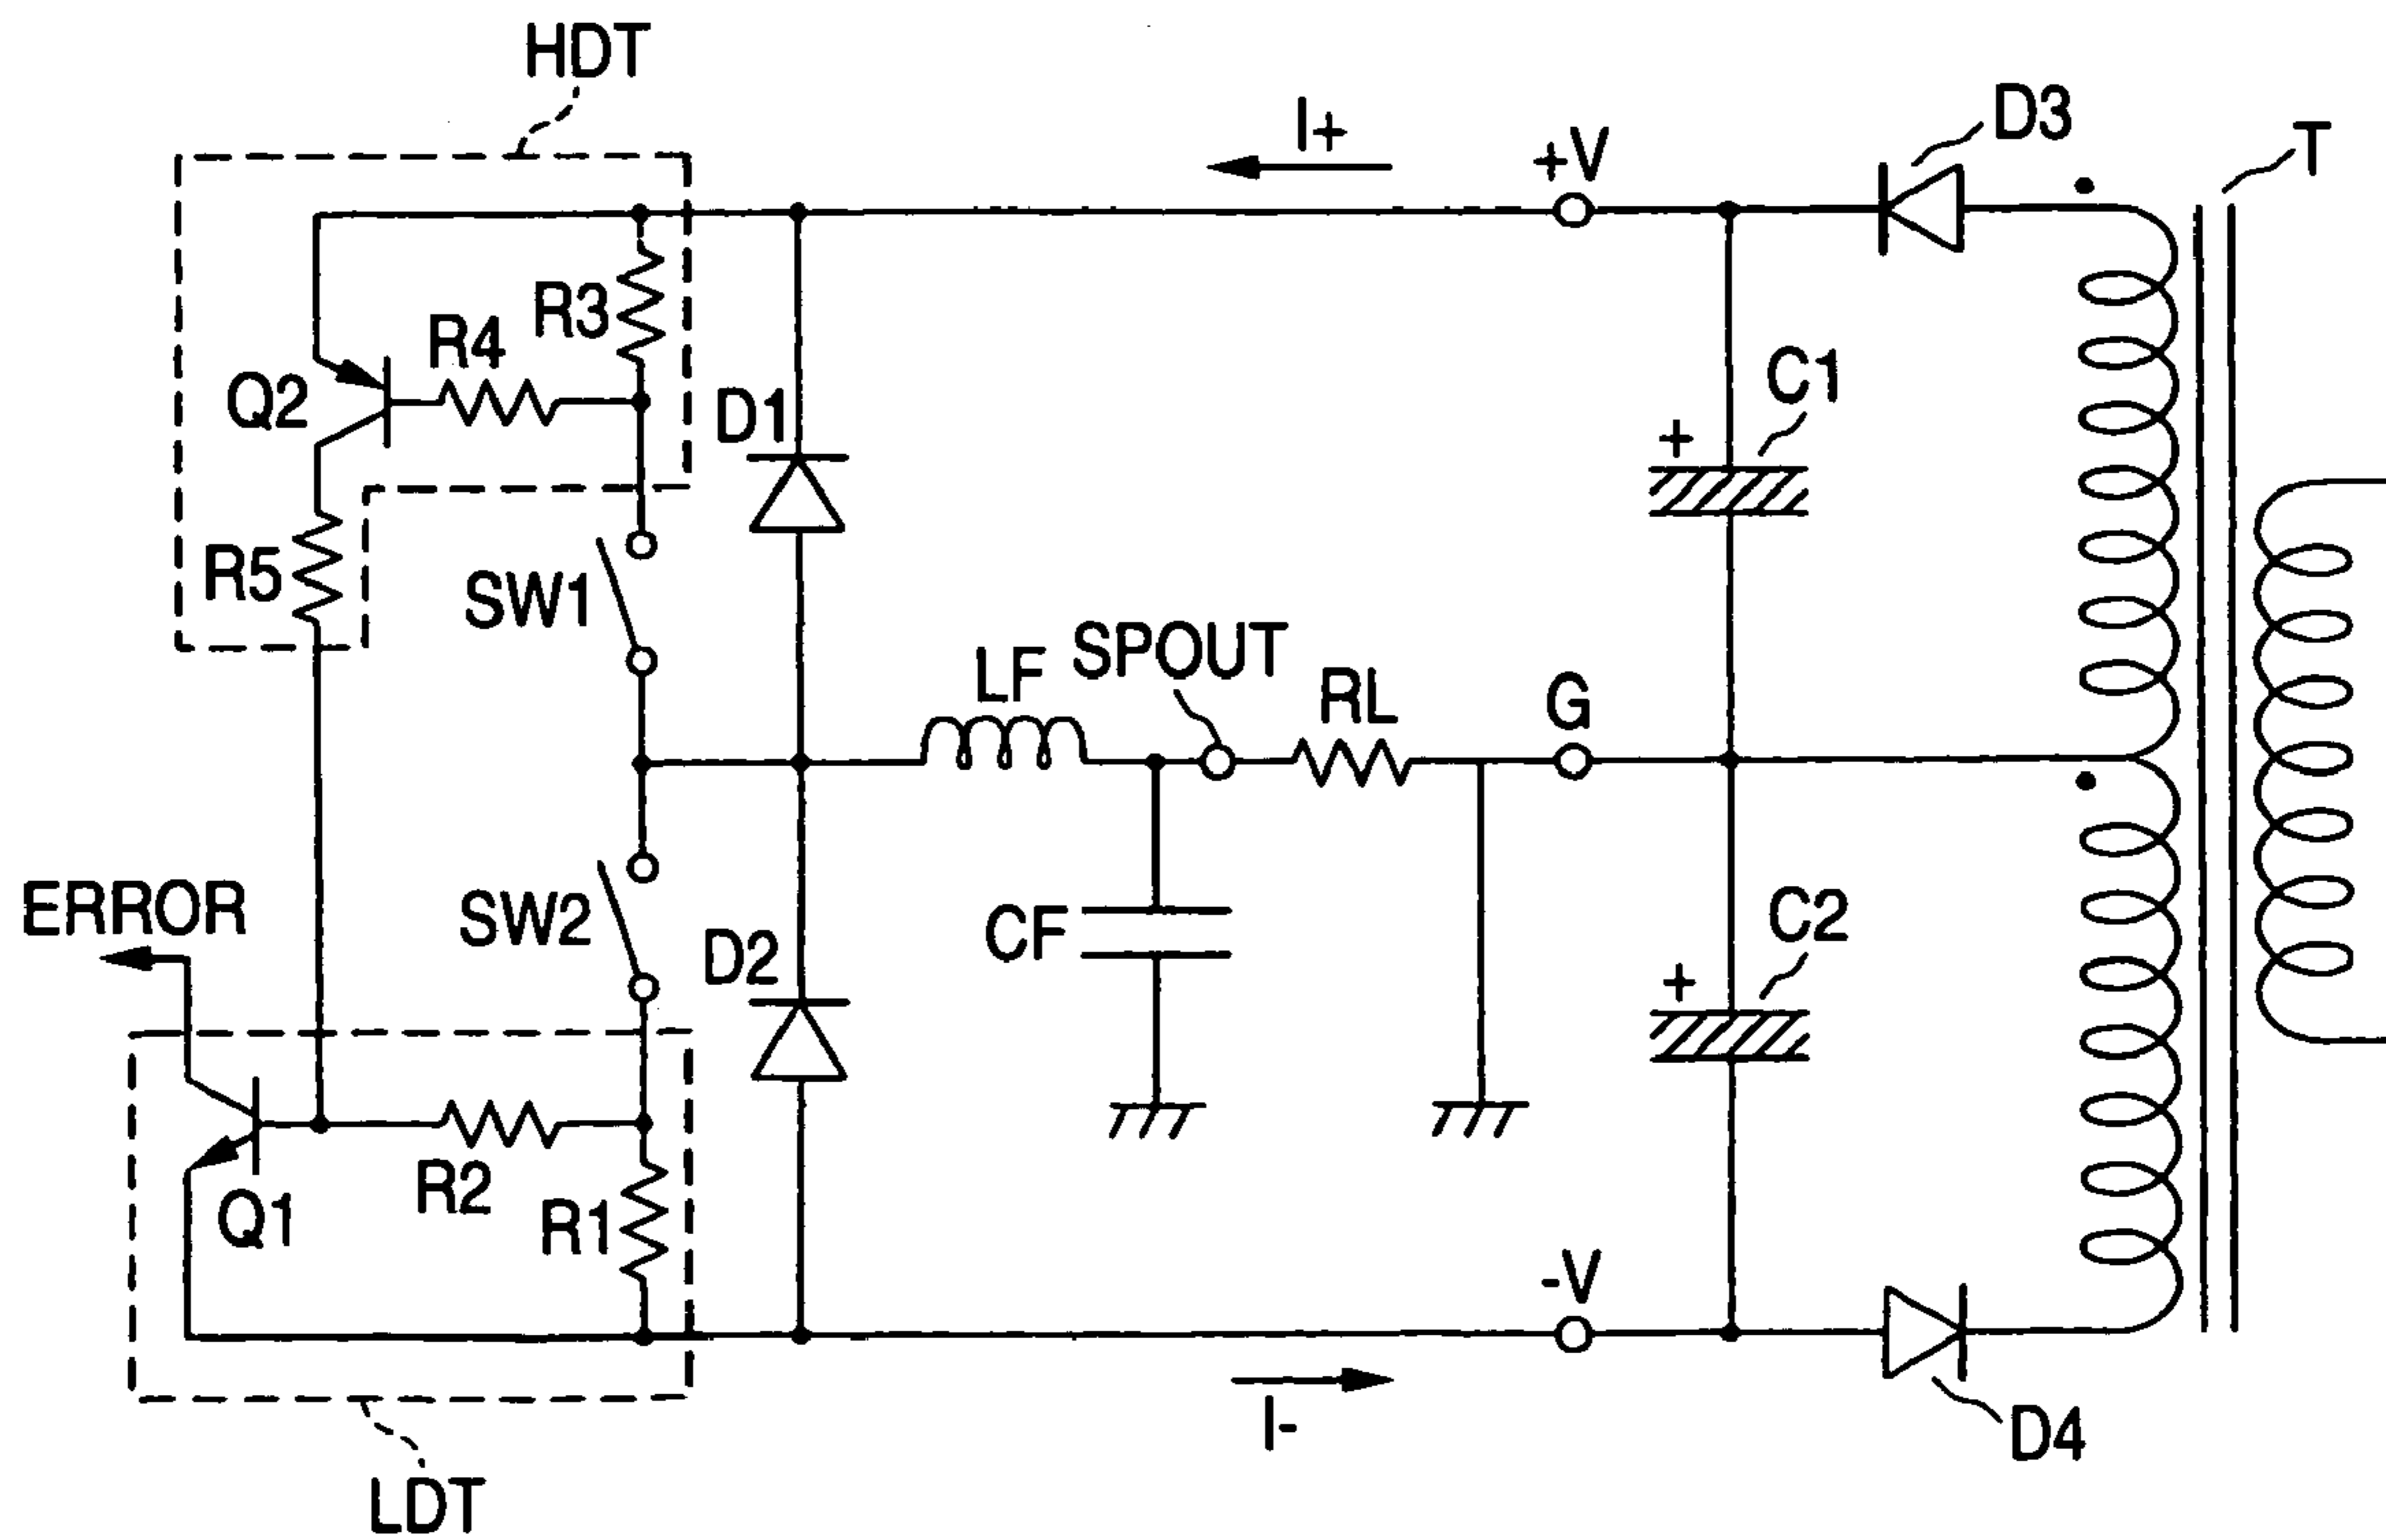 HDT
I+
+V
D3
T
R3
R4
Q2
D1
C1
+
R5
SW1
SPOUT
LF
RL
G
ERROR
SW2
D2
CF
C2
+
R2
Q1
R1
-V
I-
D4
LDT